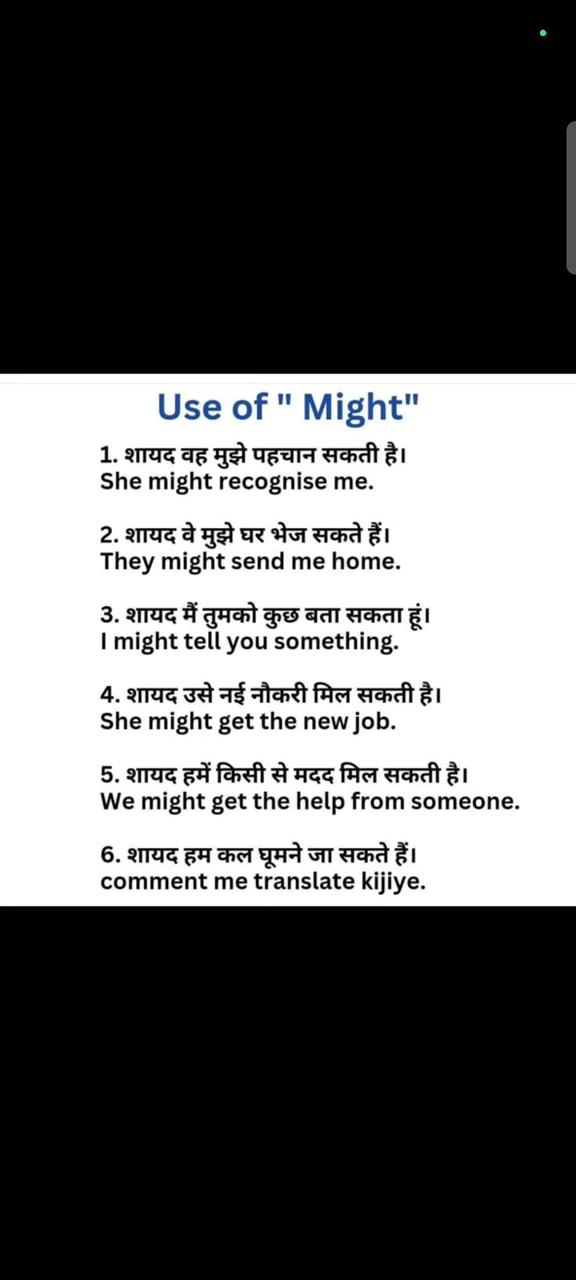 Use of " Might"
1. शायद वह मुझे पहचान सकती है।
She might recognise me.
2. शायद वे मुझे घर भेज सकते हैं।
They might send me home.
3. शायद मैं तुमको कुछ बता सकता हूं।
I might tell you something.
4. शायद उसे नई नौकरी मिल सकती है।
She might get the new job.
5. शायद हमें किसी से मदद मिल सकती है।
We might get the help from someone.
6. शायद हम कल घूमने जा सकते हैं।
comment me translate kijiye.